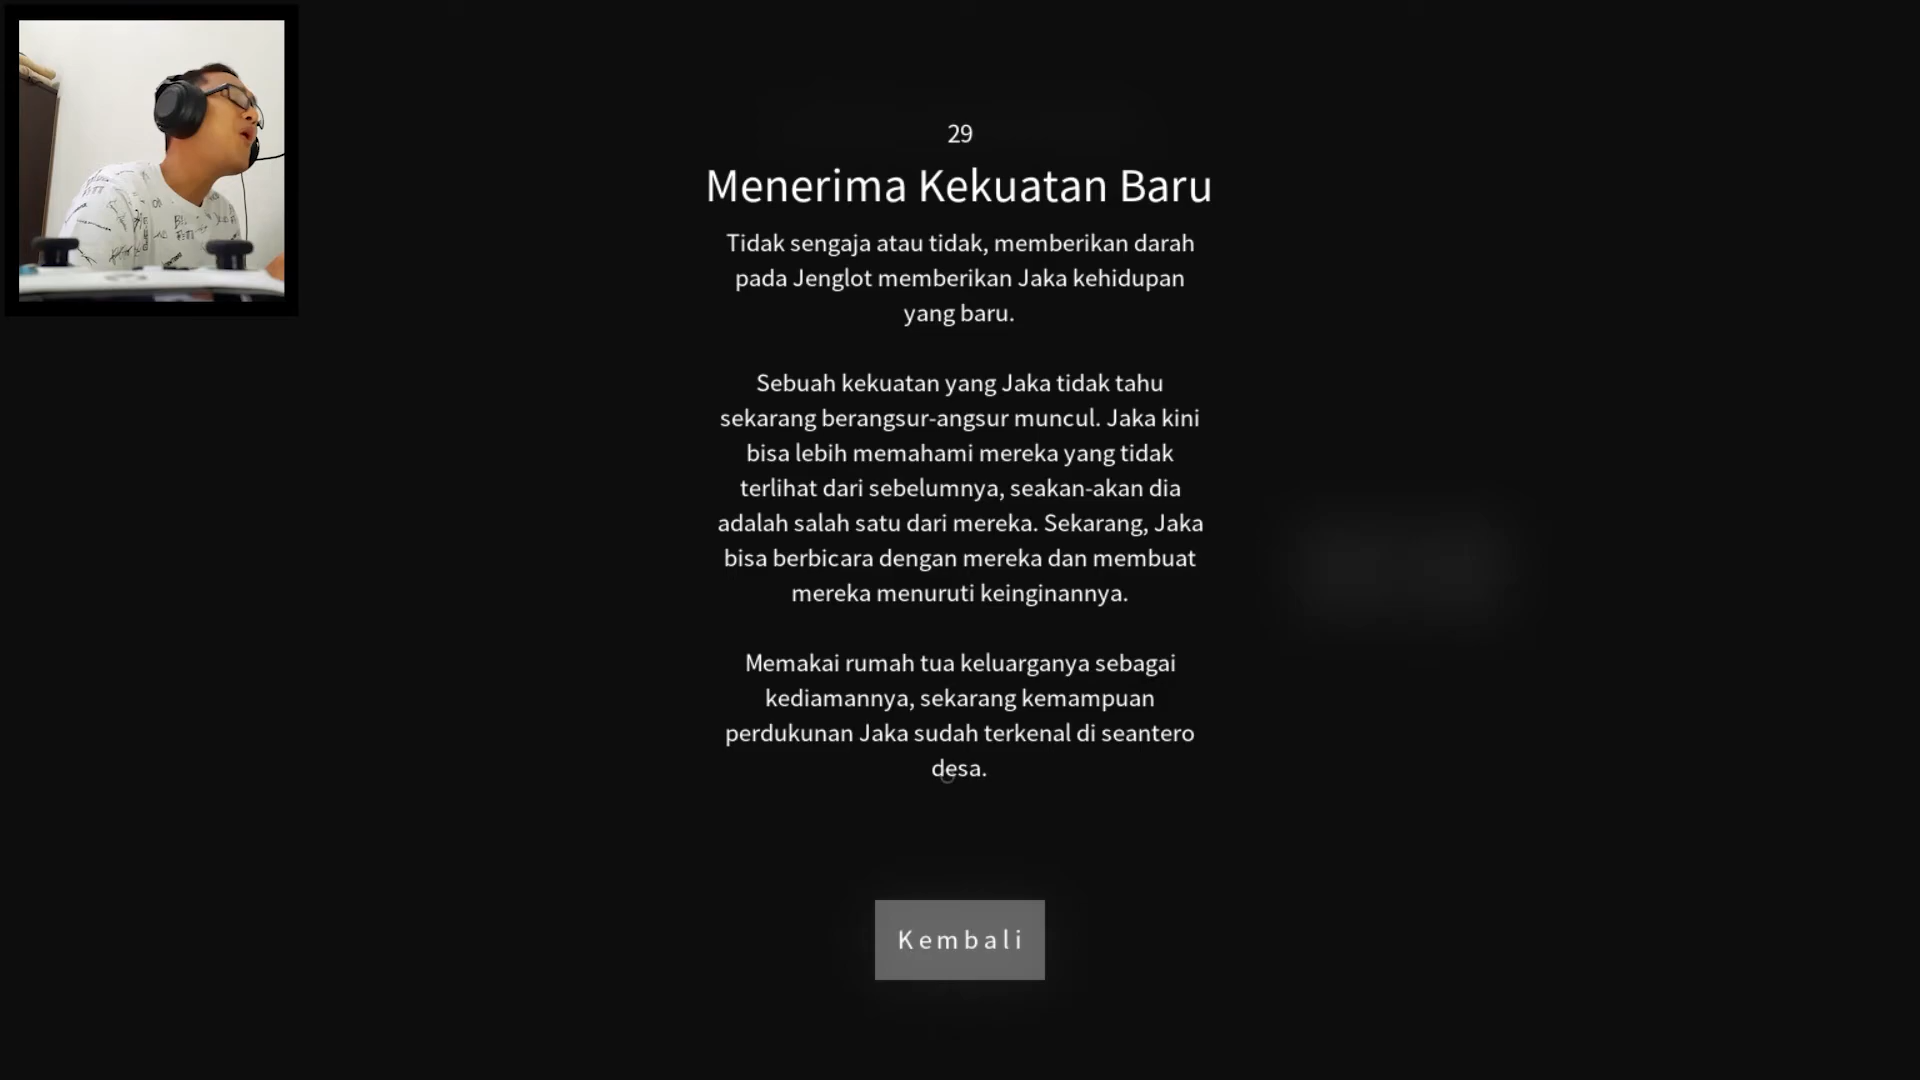 29
Menerima Kekuatan Baru
Tidak sengaja atau tidak, memberikan darah
pada Jenglot memberikan Jaka kehidupan
yang baru.
Sebuah kekuatan yang Jaka tidak tahu
sekarang berangsur-angsur muncul. Jaka kini
bisa lebih memahami mereka yang tidak
terlihat dari sebelumnya, seakan-akan dia
adalah salah satu dari mereka. Sekarang, Jaka
bisa berbicara dengan mereka dan membuat
mereka menuruti keinginannya.
Memakai rumah tua keluarganya sebagai
kediamannya, sekarang kemampuan
perdukunan Jaka sudah terkenal di seantero
desa.
Kembali